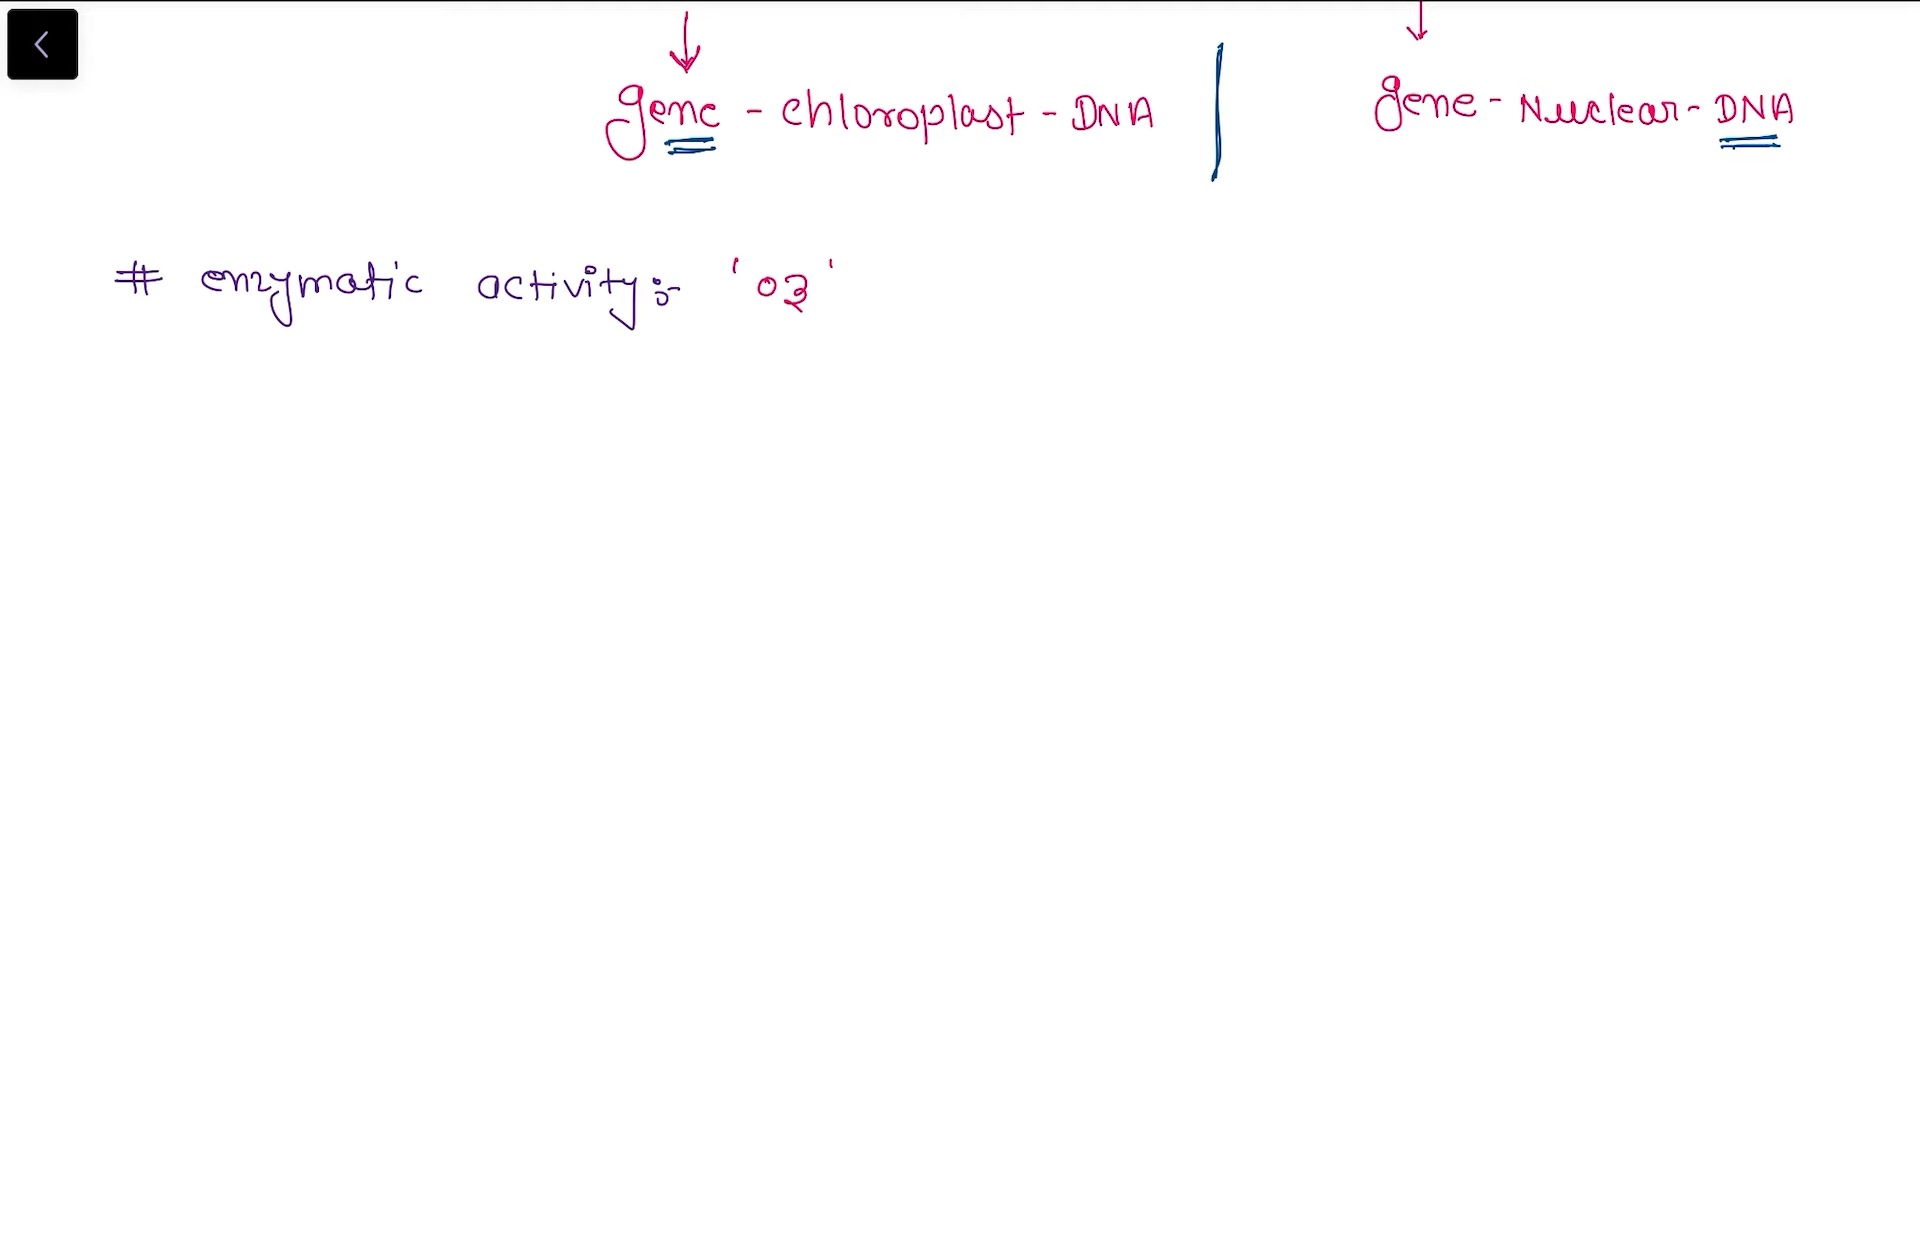 gene - chloroplast - DNA | gene - Nuclear - DNA
# enzymatic activity :- '03'